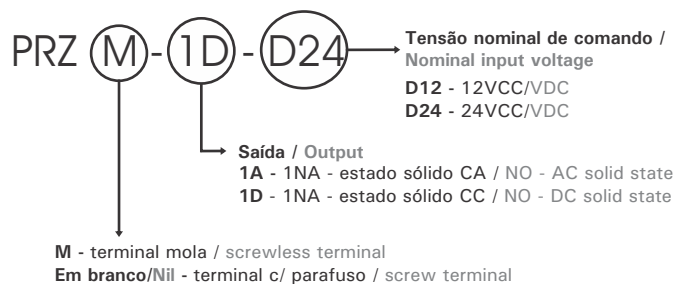 PRZ M-1D-D24
Tensão nominal de comando /
Nominal input voltage
D12 - 12VCC/VDC
D24 - 24VCC/VDC
Saída / Output
1A - 1NA - estado sólido CA / NO - AC solid state
1D - 1NA - estado sólido CC / NO - DC solid state
M - terminal mola / screwless terminal
Em branco/Nil - terminal c/ parafuso / screw terminal